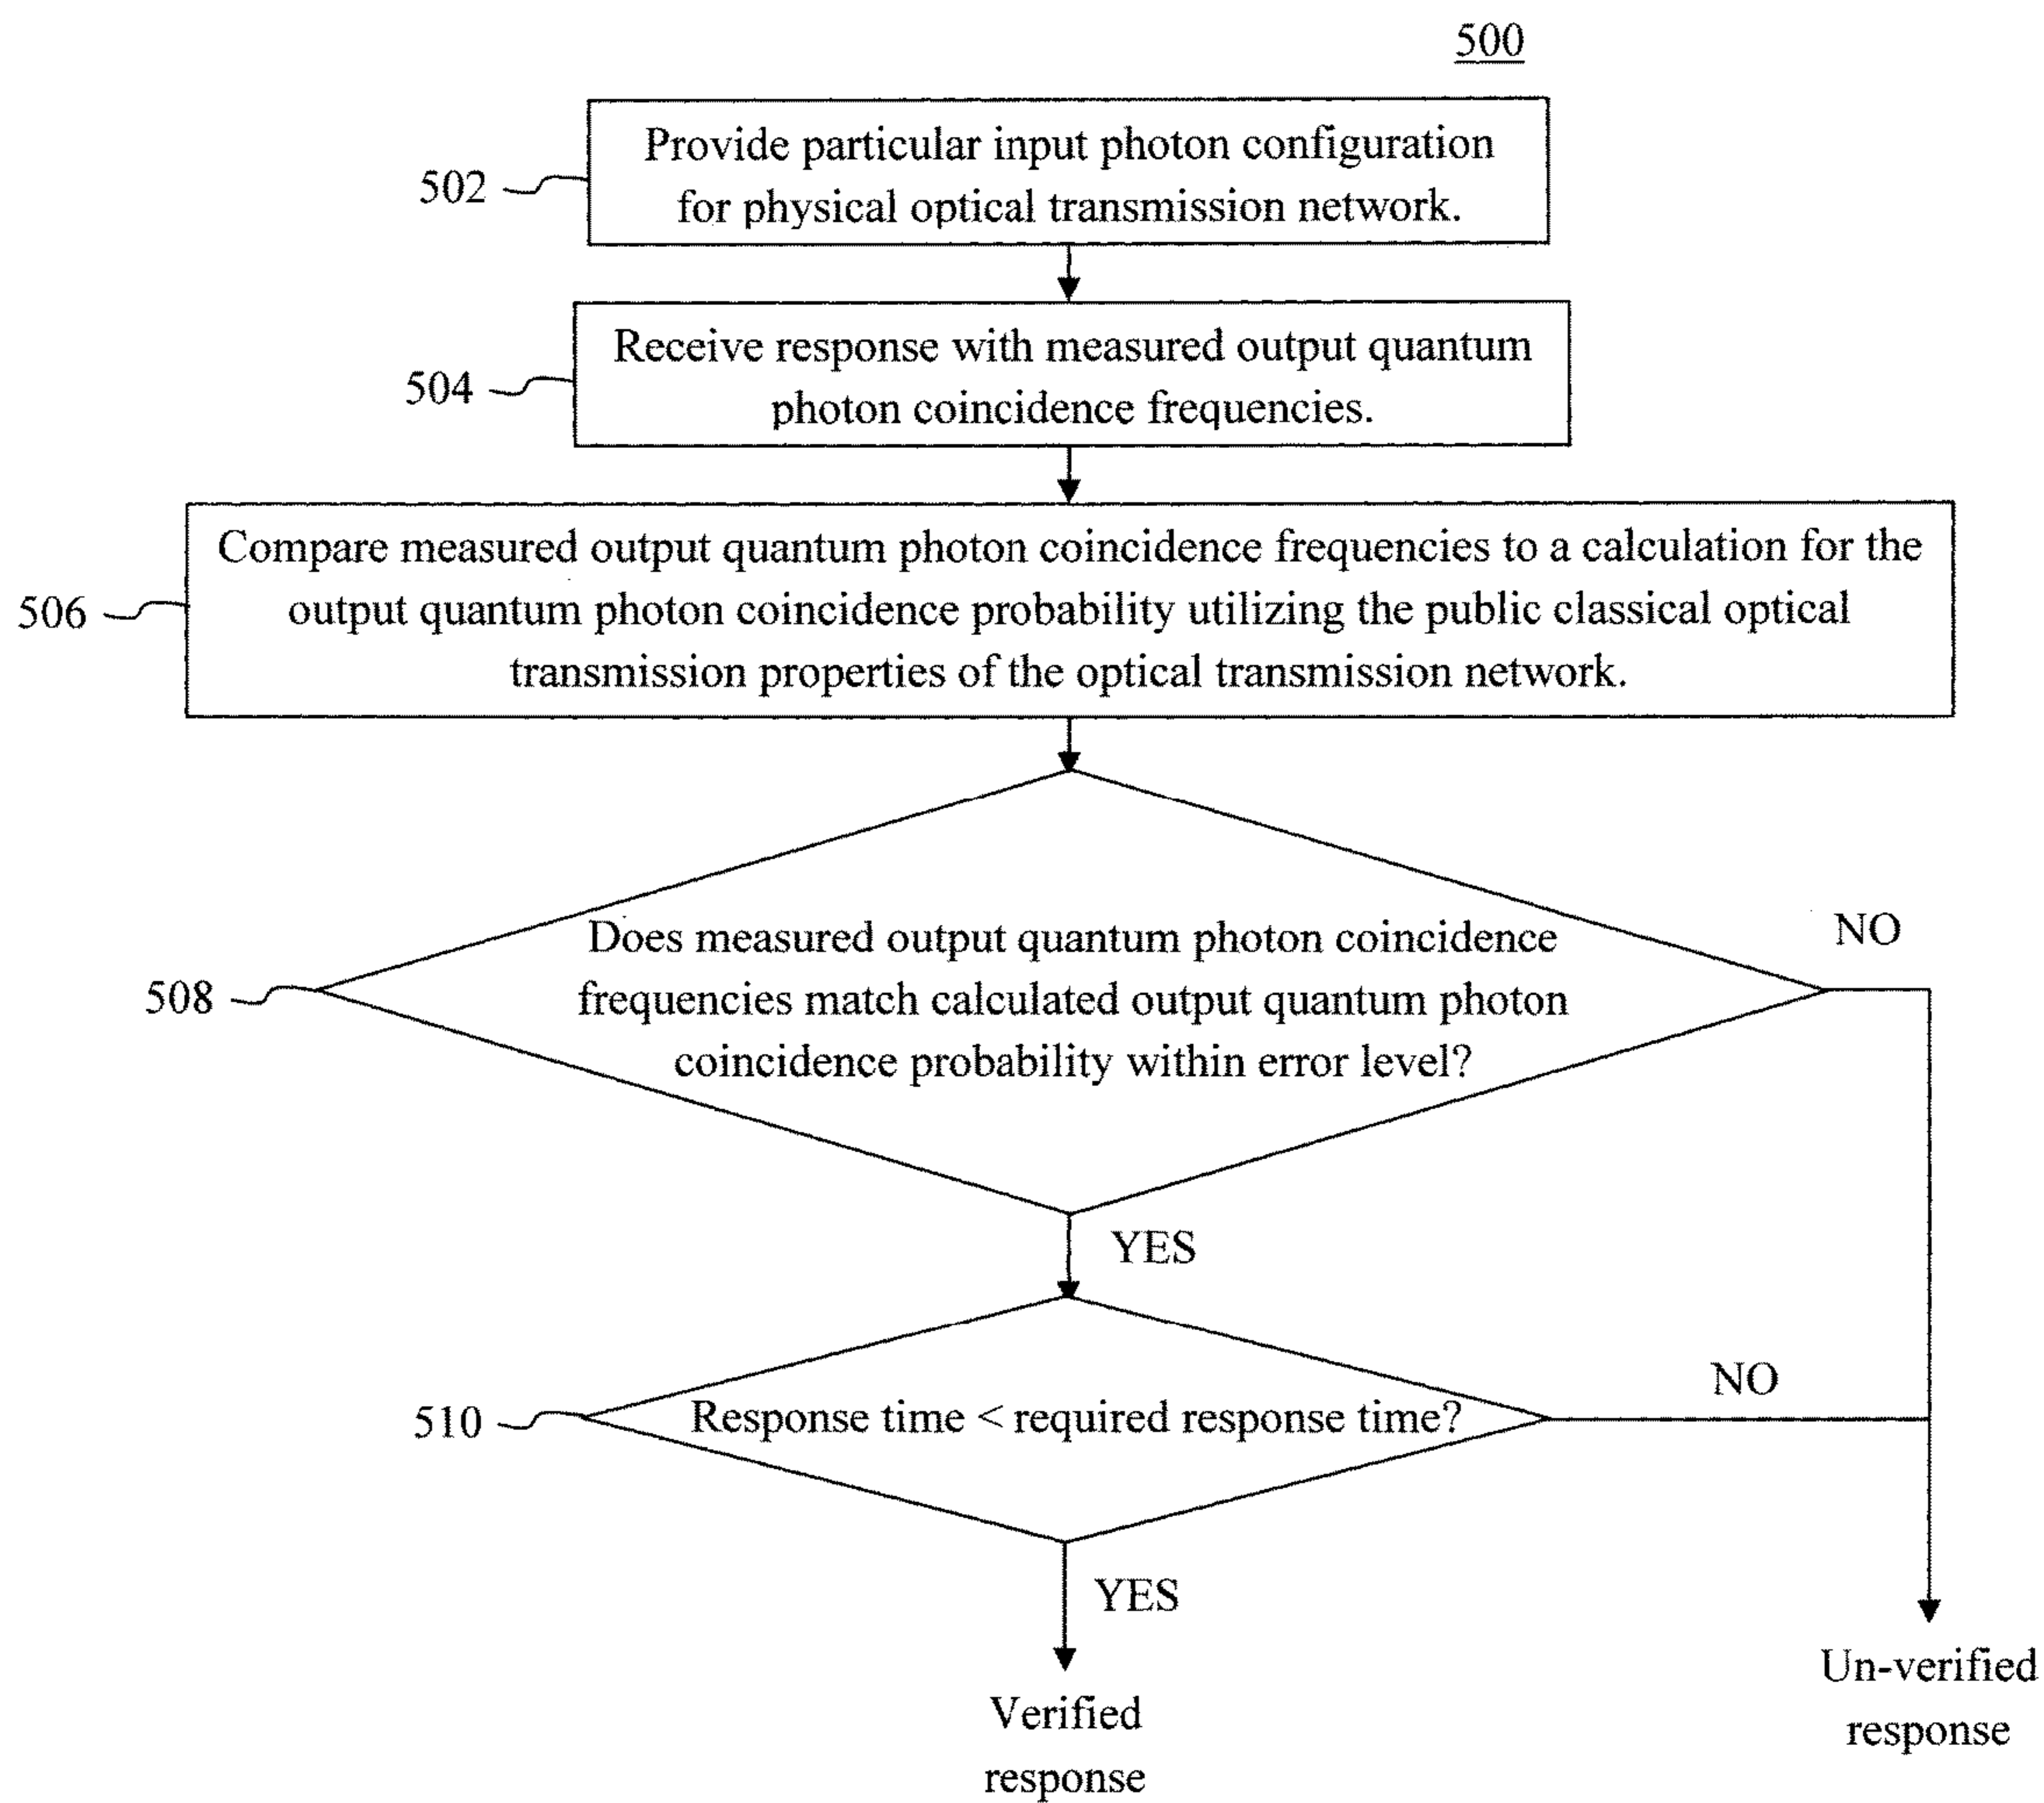 500
Provide particular input photon configuration
for physical optical transmission network.
502
Receive response with measured output quantum
photon coincidence frequencies.
504
Compare measured output quantum photon coincidence frequencies to a calculation for the
output quantum photon coincidence probability utilizing the public classical optical
transmission properties of the optical transmission network.
506
Does measured output quantum photon coincidence
frequencies match calculated output quantum photon
coincidence probability within error level?
508
NO
YES
Response time < required response time?
510
NO
YES
Verified
response
Un-verified
response